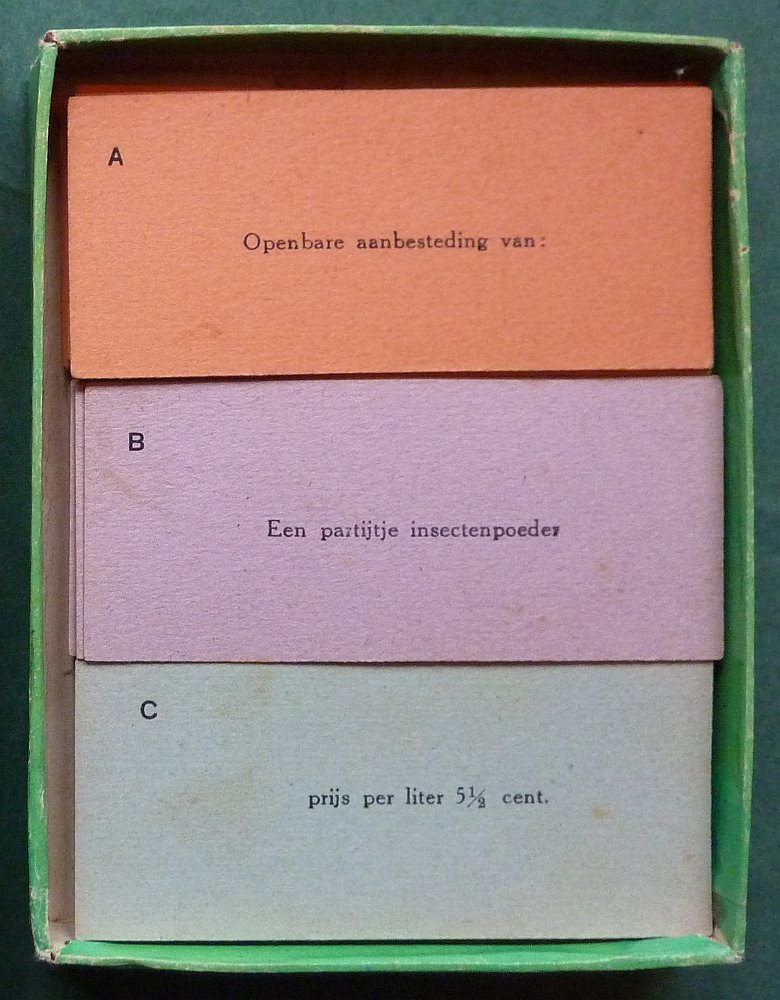 A
Openbare aanbesteding van:
B
Een partijtje insectenpoeder
C
prijs per liter 5½ cent.